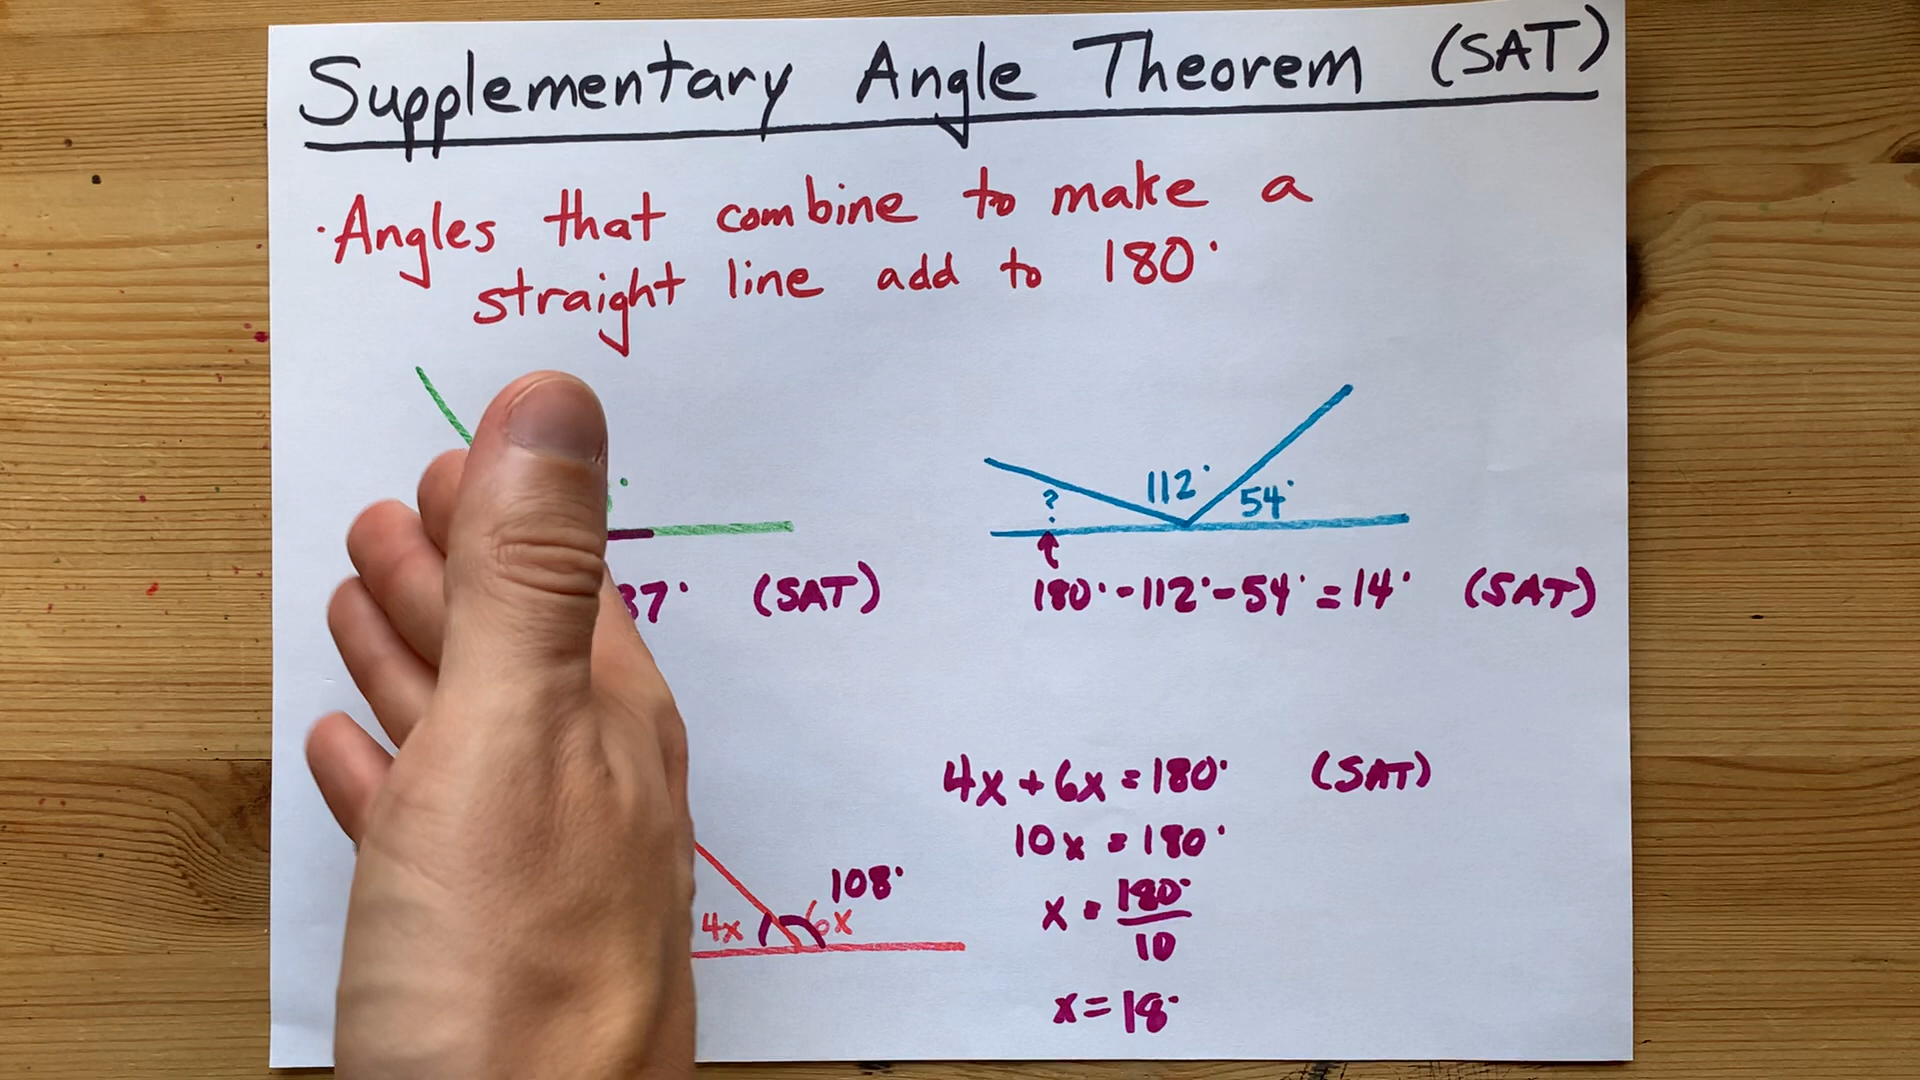 Supplementary Angle Theorem (SAT)
· Angles that combine to make a
straight line add to 180°
112° 54°
?
37° (SAT)
180° - 112° - 54° = 14° (SAT)
4x + 6x = 180° (SAT)
10x = 180°
108°
4x 6x
x = 180°
10
x = 18°